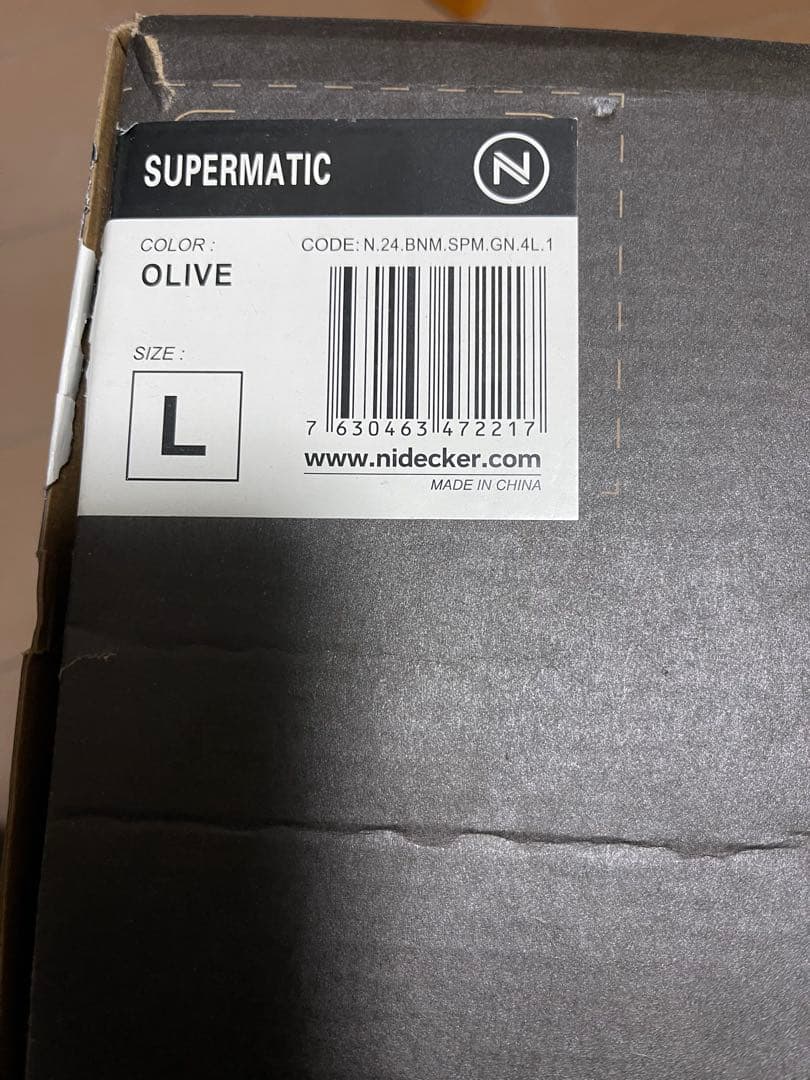 SUPERMATIC
N
COLOR :
OLIVE
CODE: N.24.BNM.SPM.GN.4L.1
SIZE :
L
7 630463 472217
www.nidecker.com
MADE IN CHINA